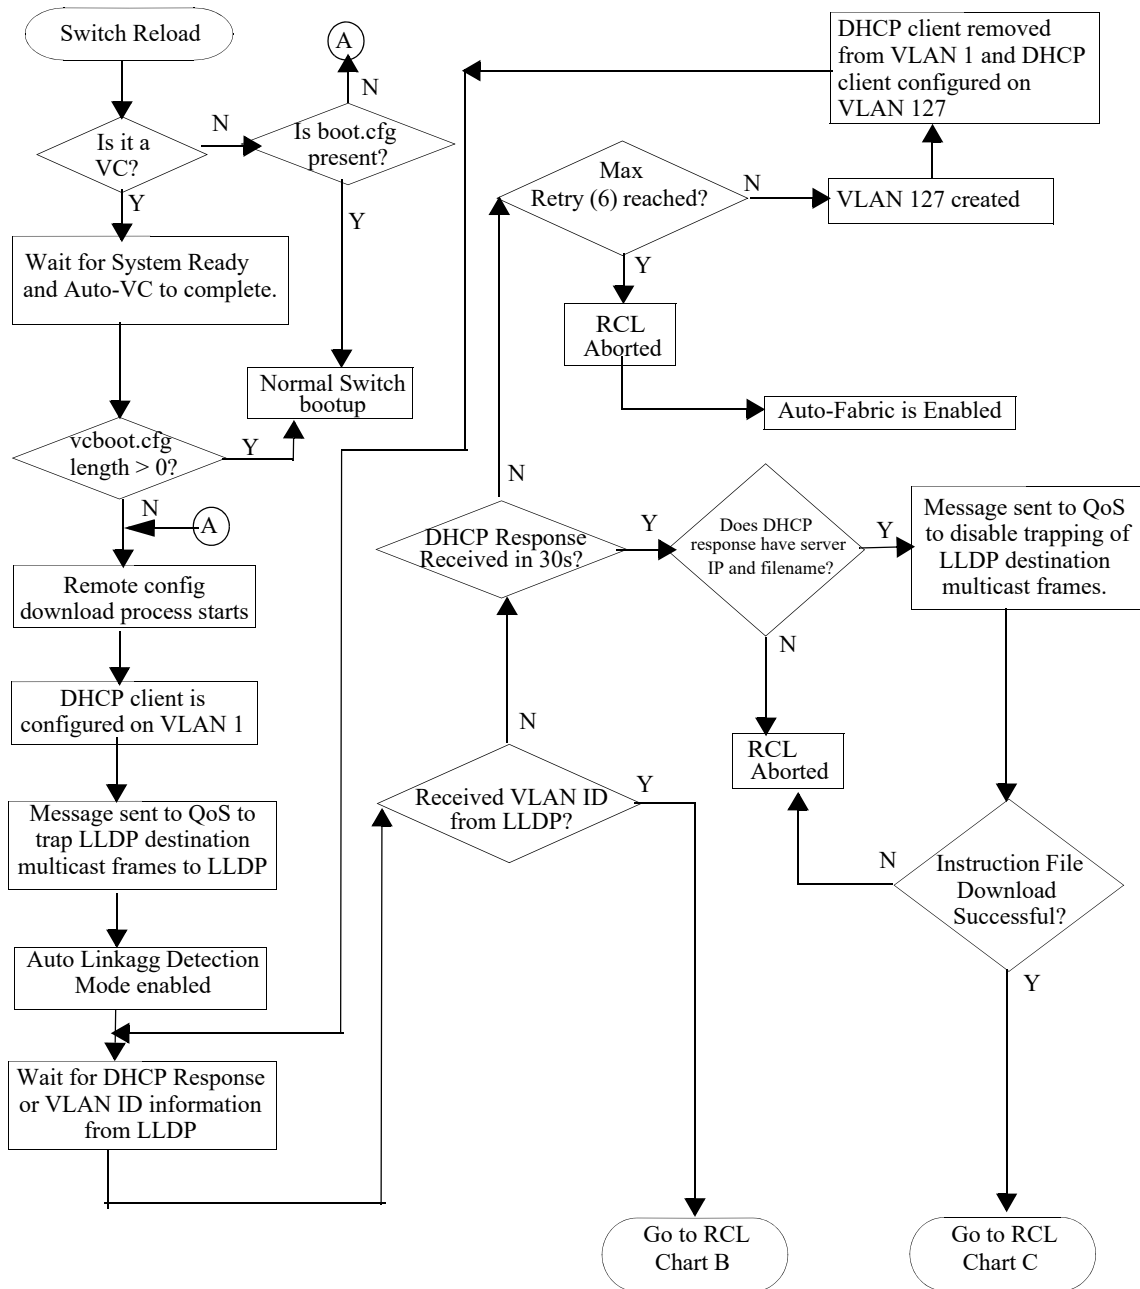 Switch Reload
A
DHCP client removed
from VLAN 1 and DHCP
client configured on
VLAN 127
N
N
Is it a
VC?
Is boot.cfg
present?
Y
Y
Max
Retry (6) reached?
N
VLAN 127 created
Y
Wait for System Ready
and Auto-VC to complete.
RCL
Aborted
Normal Switch
bootup
Auto-Fabric is Enabled
vcboot.cfg
length > 0?
Y
N
A
N
DHCP Response
Received in 30s?
Y
Does DHCP
response have server
IP and filename?
Y
Message sent to QoS
to disable trapping of
LLDP destination
multicast frames.
N
Remote config
download process starts
DHCP client is
configured on VLAN 1
N
RCL
Aborted
Received VLAN ID
from LLDP?
Y
Message sent to QoS to
trap LLDP destination
multicast frames to LLDP
N
Instruction File
Download
Successful?
Y
Auto Linkagg Detection
Mode enabled
Wait for DHCP Response
or VLAN ID information
from LLDP
Go to RCL
Chart B
Go to RCL
Chart C